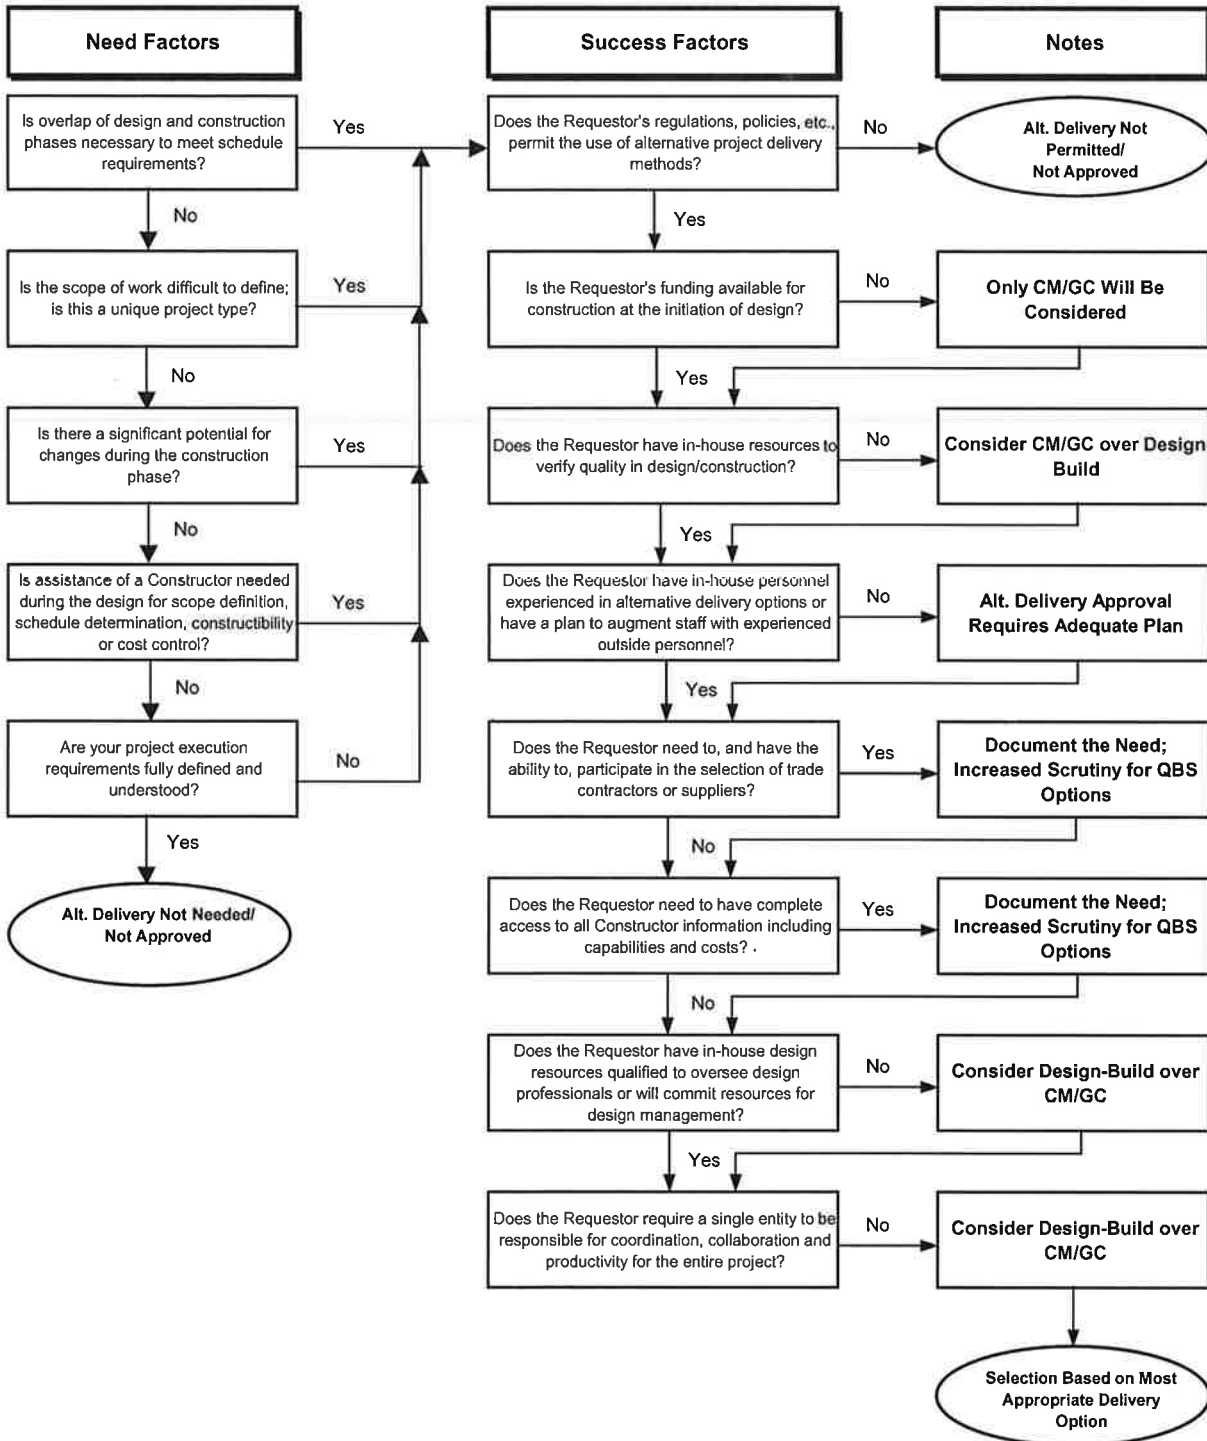 Need Factors
Success Factors
Notes
Is overlap of design and construction
phases necessary to meet schedule
requirements?
Yes
No
Is the scope of work difficult to define;
is this a unique project type?
Yes
No
Is there a significant potential for
changes during the construction
phase?
Yes
No
Is assistance of a Constructor needed
during the design for scope definition,
schedule determination, constructibility
or cost control?
Yes
No
Are your project execution
requirements fully defined and
understood?
No
Yes
Alt. Delivery Not Needed/
Not Approved
Does the Requestor's regulations, policies, etc.,
permit the use of alternative project delivery
methods?
No
Alt. Delivery Not
Permitted/
Not Approved
Yes
Is the Requestor's funding available for
construction at the initiation of design?
No
Only CM/GC Will Be
Considered
Yes
Does the Requestor have in-house resources to
verify quality in design/construction?
No
Consider CM/GC over Design-
Build
Yes
Does the Requestor have in-house personnel
experienced in alternative delivery options or
have a plan to augment staff with experienced
outside personnel?
No
Alt. Delivery Approval
Requires Adequate Plan
Yes
Does the Requestor need to, and have the
ability to, participate in the selection of trade
contractors or suppliers?
Yes
Document the Need;
Increased Scrutiny for QBS
Options
No
Does the Requestor need to have complete
access to all Constructor information including
capabilities and costs? .
Yes
Document the Need;
Increased Scrutiny for QBS
Options
No
Does the Requestor have in-house design
resources qualified to oversee design
professionals or will commit resources for
design management?
No
Consider Design-Build over
CM/GC
Yes
Does the Requestor require a single entity to be
responsible for coordination, collaboration and
productivity for the entire project?
No
Consider Design-Build over
CM/GC
Selection Based on Most
Appropriate Delivery
Option